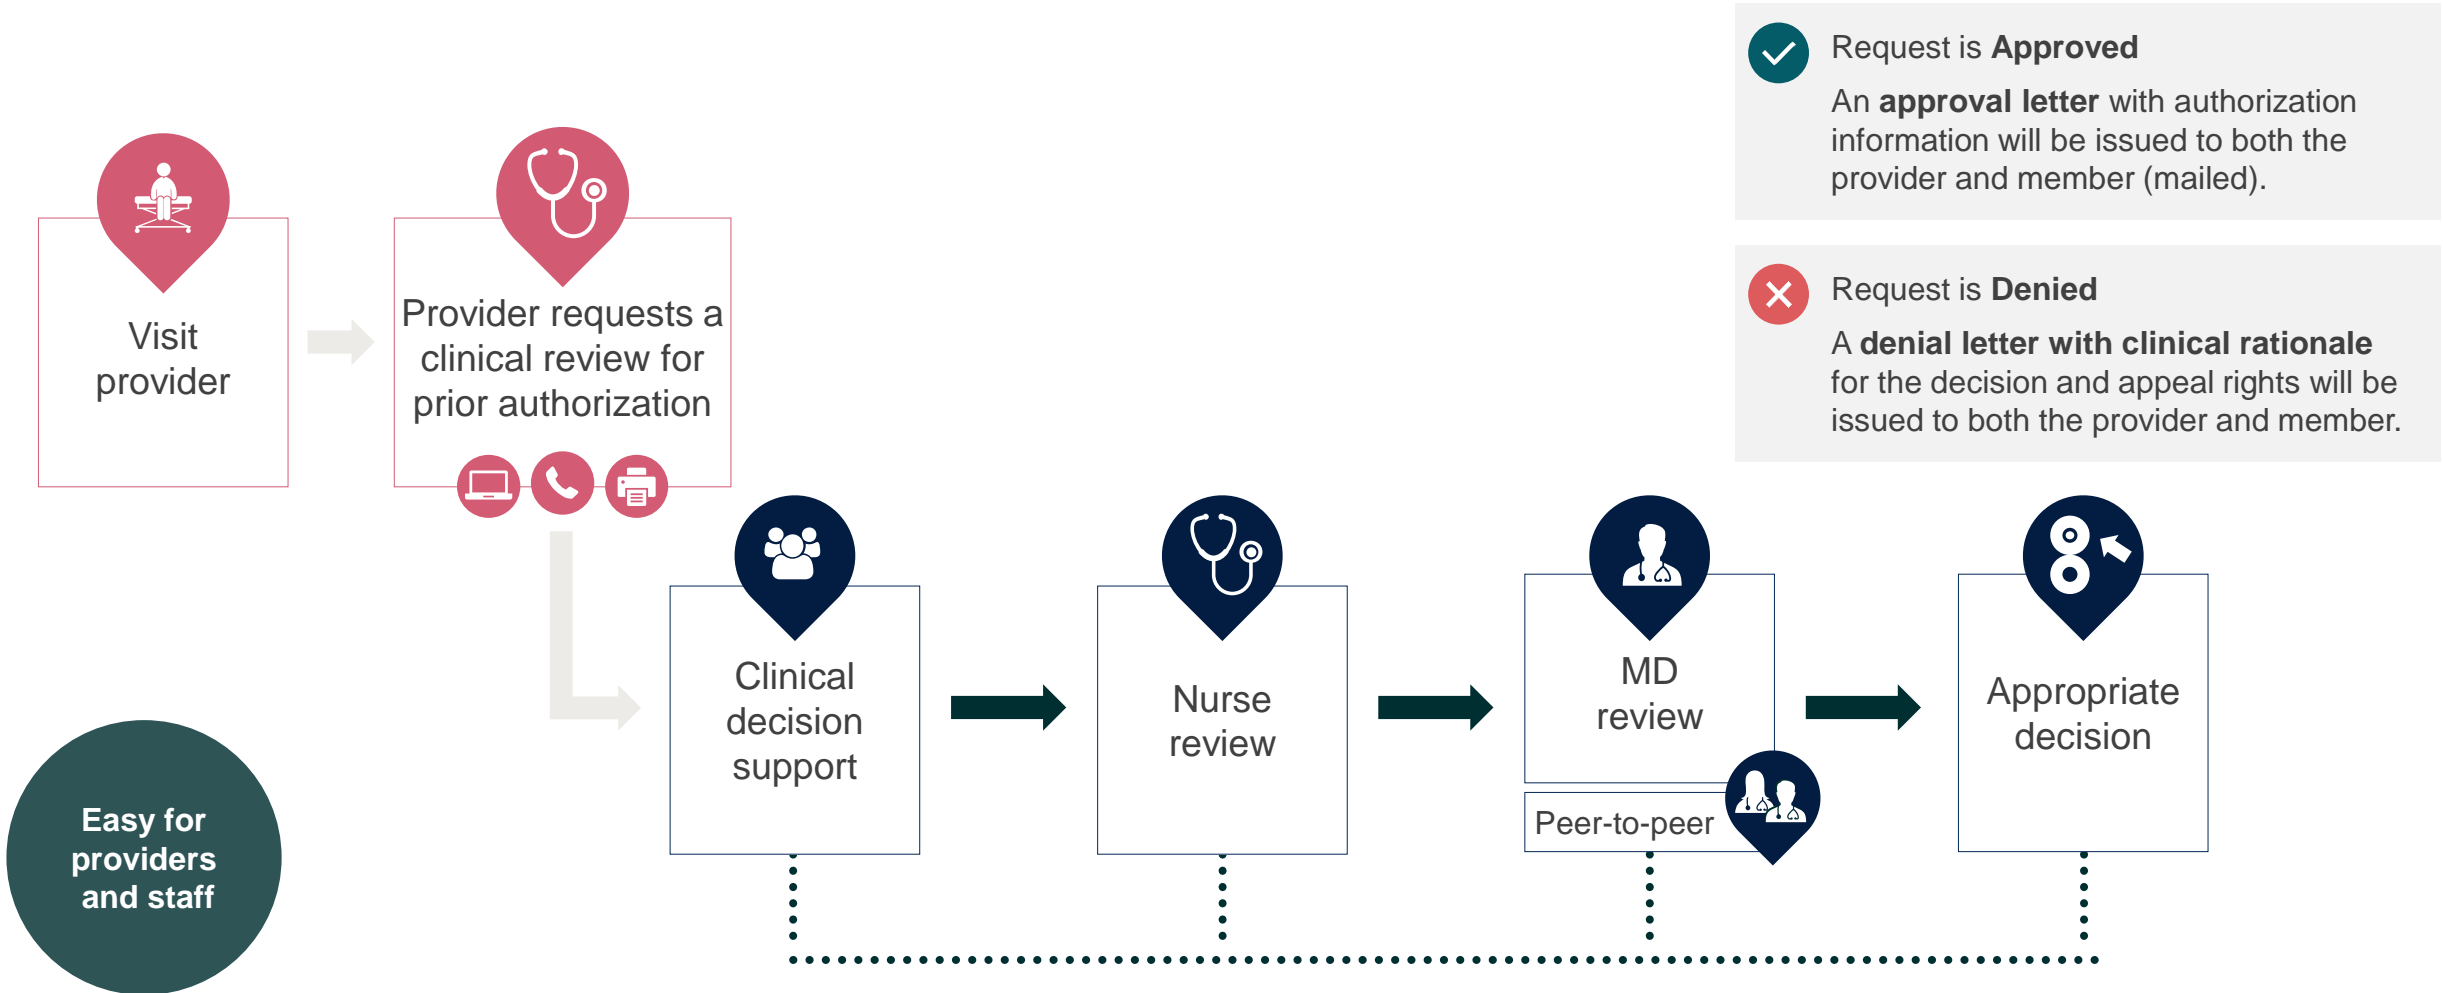 Request is Approved
An approval letter with authorization
information will be issued to both the
provider and member (mailed).
Request is Denied
A denial letter with clinical rationale
for the decision and appeal rights will be
issued to both the provider and member.
Visit
provider
Provider requests a
clinical review for
prior authorization
Clinical
decision
support
Nurse
review
MD
review
Peer-to-peer
Appropriate
decision
Easy for
providers
and staff